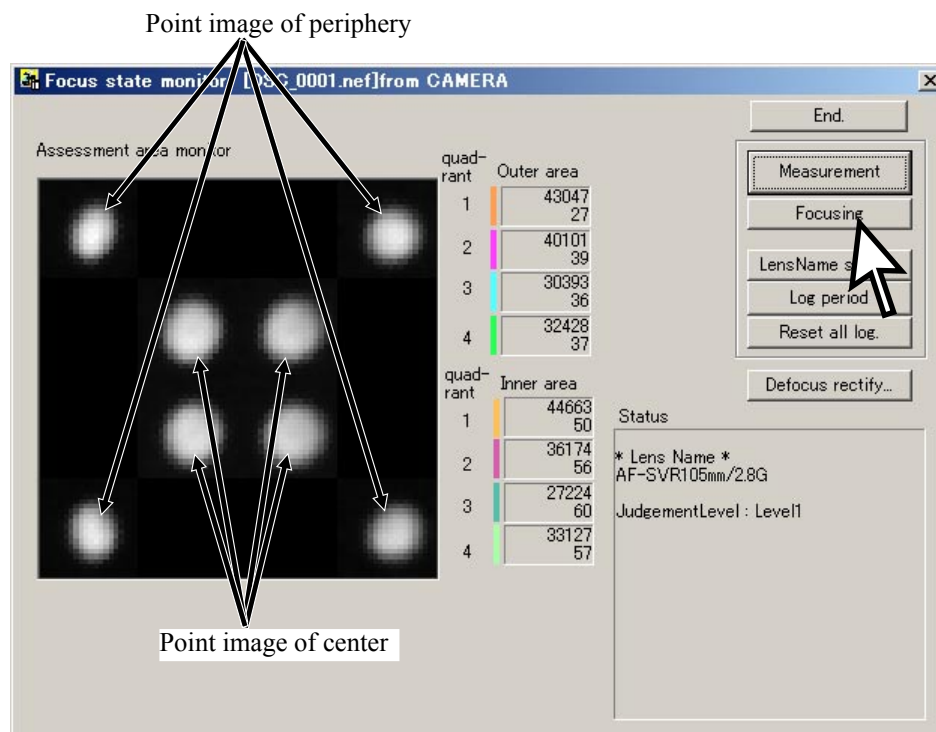 Point image of periphery
Focus state monitor [DSC_0001.nef]from CAMERA
End.
Assessment area monitor
quad-
rant
Outer area
1
43047
27
2
40101
39
3
30393
36
4
32428
37
quad-
rant
Inner area
1
44663
50
2
36174
56
3
27224
60
4
33127
57
Measurement
Focusing
LensName s
Log period
Reset all log.
Defocus rectify...
Status
* Lens Name *
AF-SVR105mm/2.8G
JudgementLevel : Level1
Point image of center